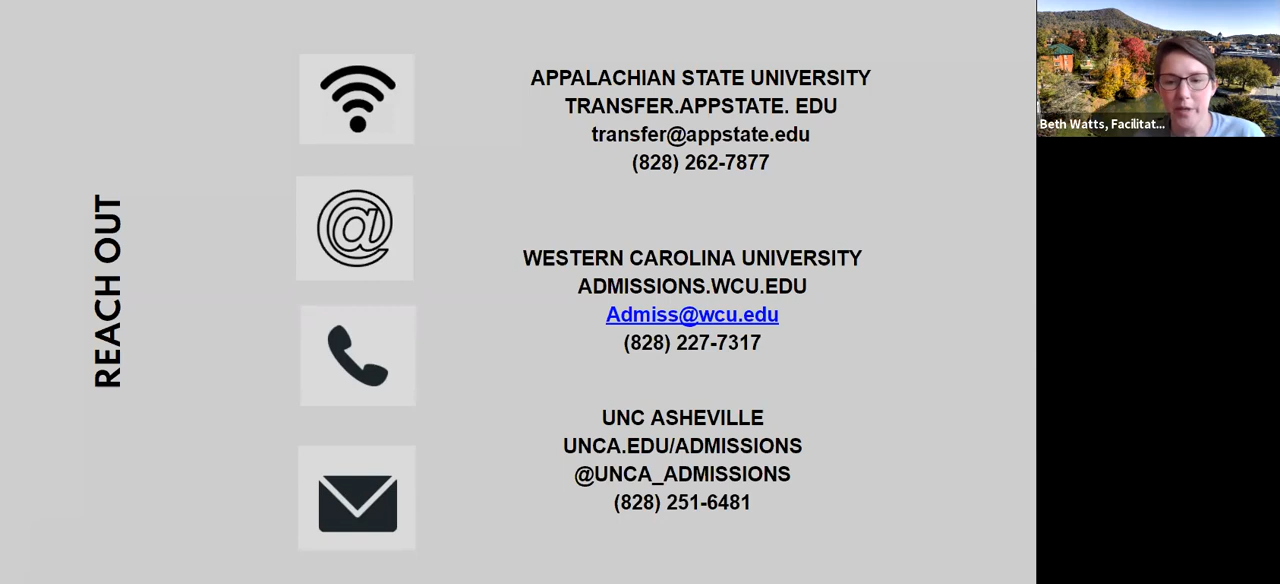 REACH OUT
APPALACHIAN STATE UNIVERSITY
TRANSFER.APPSTATE. EDU
transfer@appstate.edu
(828) 262-7877
WESTERN CAROLINA UNIVERSITY
ADMISSIONS.WCU.EDU
Admiss@wcu.edu
(828) 227-7317
UNC ASHEVILLE
UNCA.EDU/ADMISSIONS
@UNCA_ADMISSIONS
(828) 251-6481
Beth Watts, Facilitat...